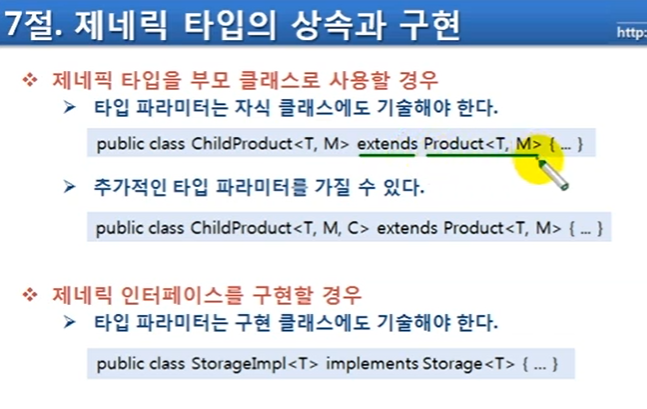 7절. 제네릭 타입의 상속과 구현
http:
❖ 제네픽 타입을 부모 클래스로 사용할 경우
➢ 타입 파라미터는 자식 클래스에도 기술해야 한다.
public class ChildProduct<T, M> extends Product<T, M> { ... }
➢ 추가적인 타입 파라미터를 가질 수 있다.
public class ChildProduct<T, M, C> extends Product<T, M> { ... }
❖ 제네릭 인터페이스를 구현할 경우
➢ 타입 파라미터는 구현 클래스에도 기술해야 한다.
public class StorageImpl<T> implements Storage<T> { ... }